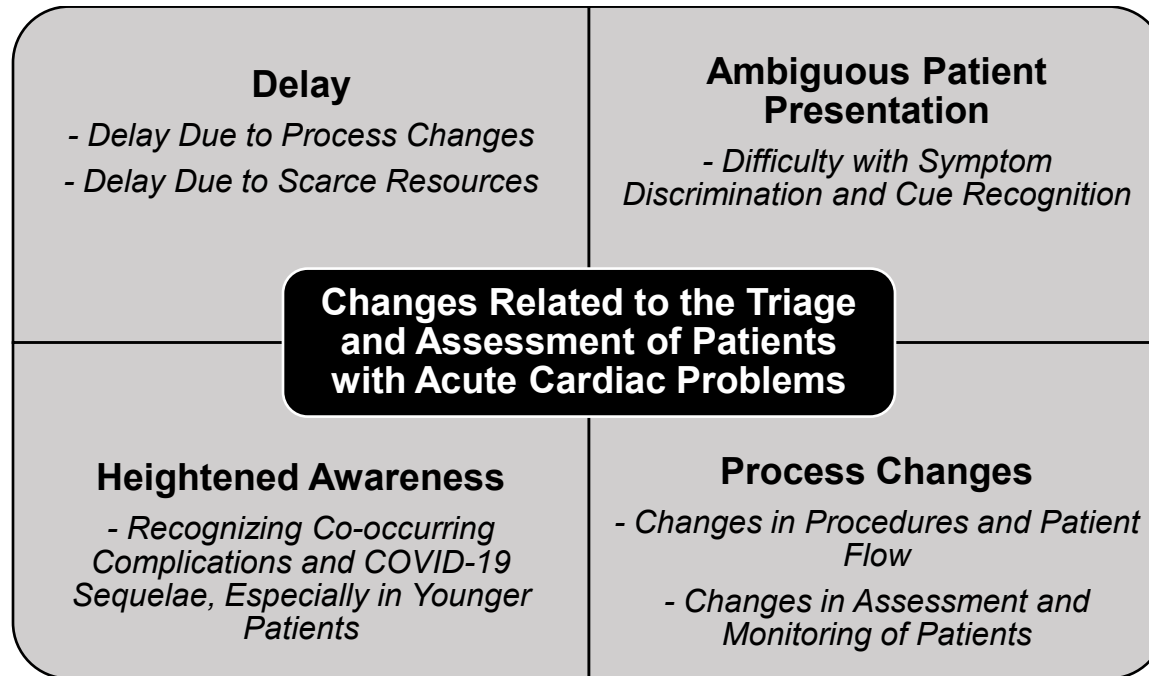 Delay
- Delay Due to Process Changes
- Delay Due to Scarce Resources
Ambiguous Patient
Presentation
- Difficulty with Symptom
Discrimination and Cue Recognition
Changes Related to the Triage
and Assessment of Patients
with Acute Cardiac Problems
Heightened Awareness
- Recognizing Co-occurring
Complications and COVID-19
Sequelae, Especially in Younger
Patients
Process Changes
- Changes in Procedures and Patient
Flow
- Changes in Assessment and
Monitoring of Patients